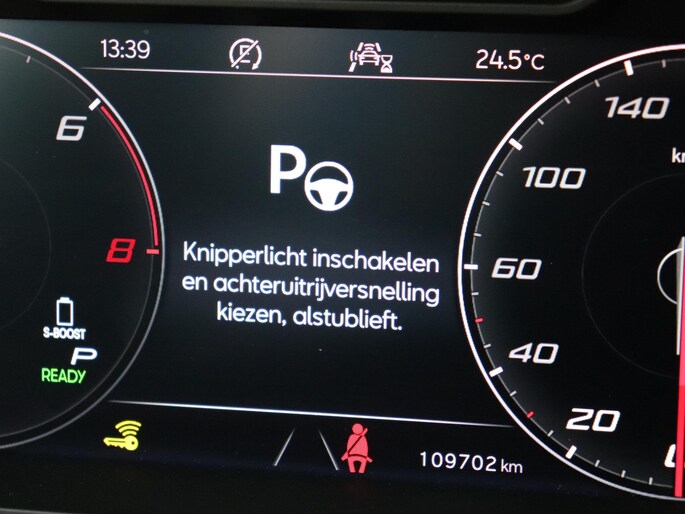 13:39
24.5°C
6
8
S-BOOST
P
READY
P
Knipperlicht inschakelen
en achteruitrijversnelling
kiezen, alstublieft.
140
100
60
40
20
109702 km